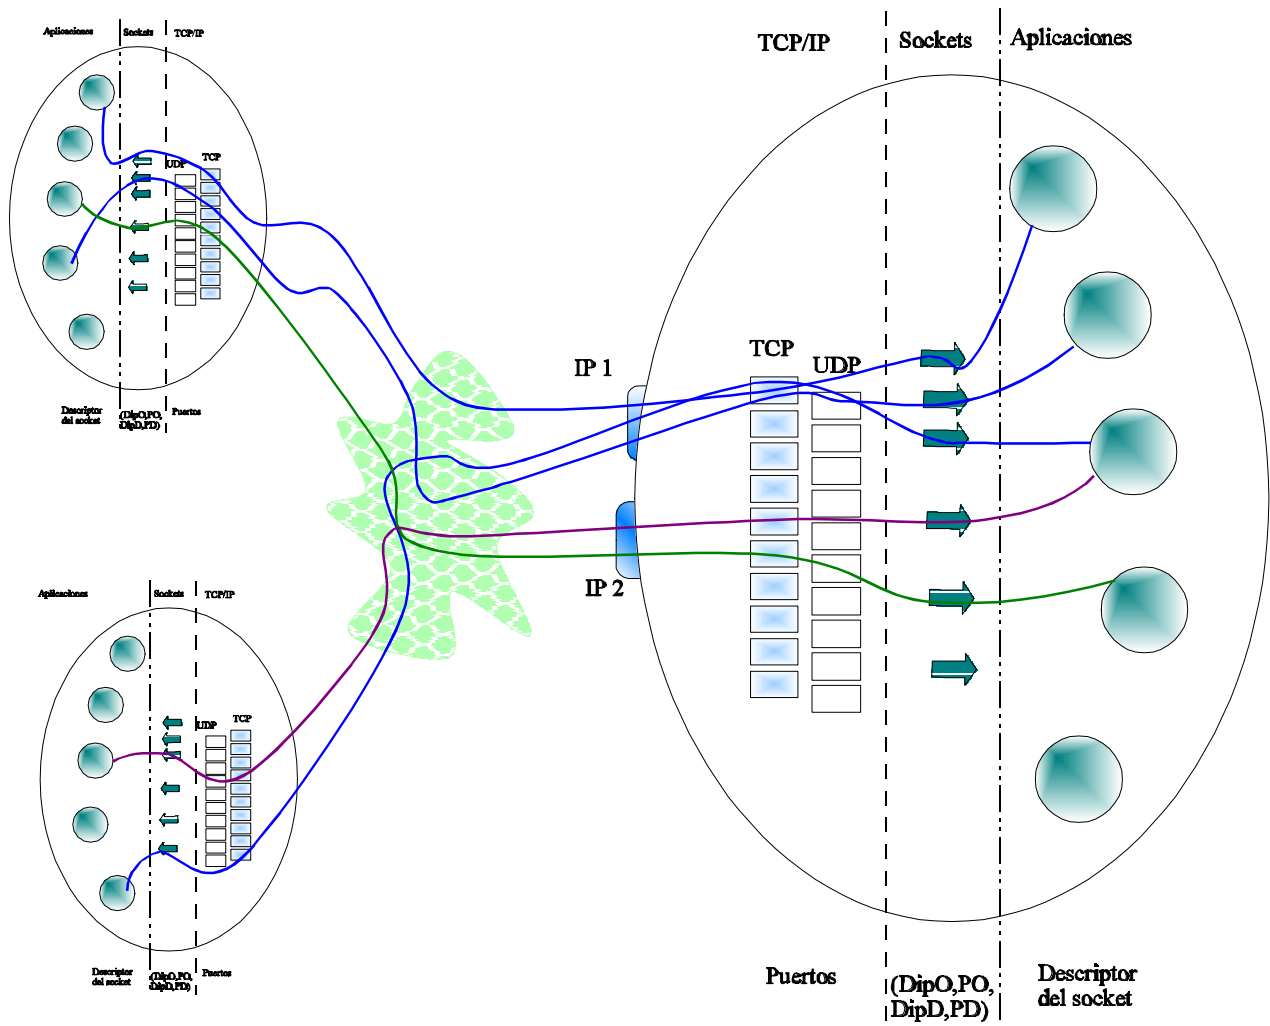 Aplicaciones
Sockets
TCP/IP
UDP
TCP
Descriptor
del socket
(DipO,PO,
DipD,PD)
Puertos
TCP/IP
Sockets
Aplicaciones
IP 1
TCP
UDP
IP 2
Puertos
(DipO,PO,
DipD,PD)
Descriptor
del socket
Aplicaciones
Sockets
TCP/IP
UDP
TCP
Descriptor
del socket
(DipO,PO,
DipD,PD)
Puertos